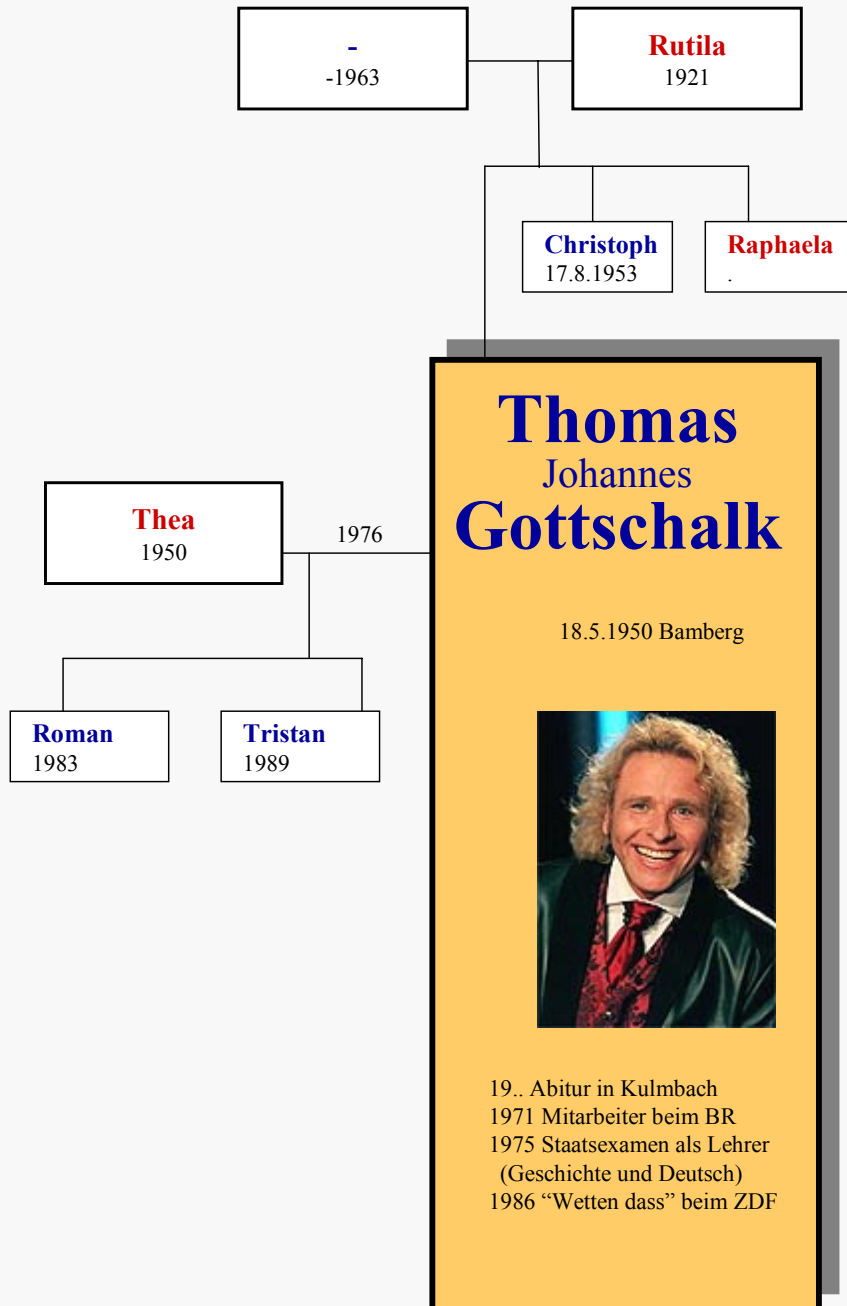 -
-1963
Rutila
1921
Christoph
17.8.1953
Raphaela
.
Thomas
Johannes
Gottschalk
18.5.1950 Bamberg
Thea
1950
1976
Roman
1983
Tristan
1989
19.. Abitur in Kulmbach
1971 Mitarbeiter beim BR
1975 Staatsexamen als Lehrer
(Geschichte und Deutsch)
1986 “Wetten dass” beim ZDF